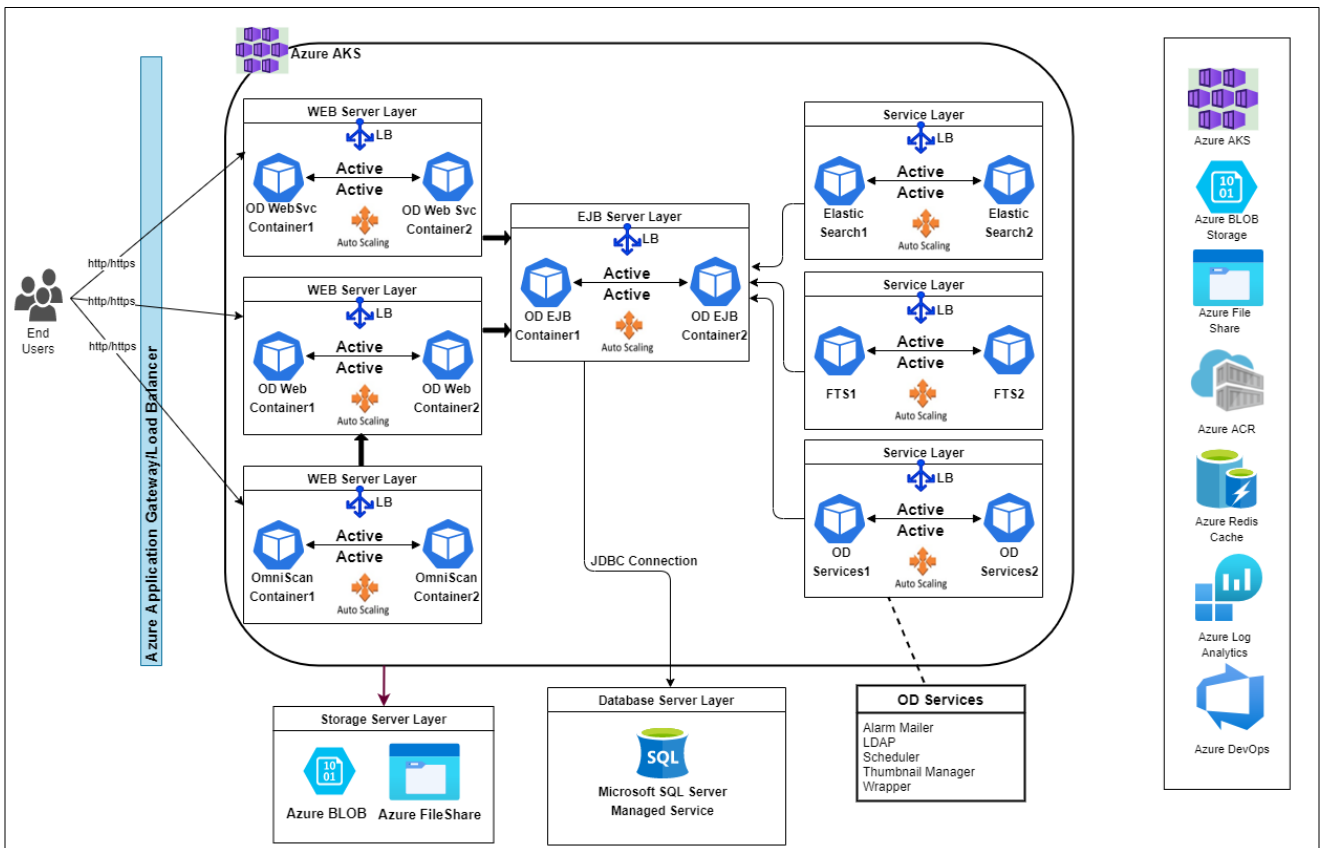 Azure AKS
Azure Application Gateway/Load Balancer
End
Users
http/https
http/https
http/https
WEB Server Layer
LB
Active
Active
OD WebSvc
Container1
OD Web Svc
Container2
Auto Scaling
WEB Server Layer
LB
Active
Active
OD Web
Container1
OD Web
Container2
Auto Scaling
WEB Server Layer
LB
Active
Active
OmniScan
Container1
OmniScan
Container2
Auto Scaling
EJB Server Layer
LB
Active
Active
OD EJB
Container1
OD EJB
Container2
Auto Scaling
Service Layer
LB
Active
Active
Elastic
Search1
Elastic
Search2
Auto Scaling
Service Layer
LB
Active
Active
FTS1
FTS2
Auto Scaling
Service Layer
LB
Active
Active
OD
Services1
OD
Services2
Auto Scaling
JDBC Connection
Storage Server Layer
10
01
Azure BLOB
Azure FileShare
Database Server Layer
SQL
Microsoft SQL Server
Managed Service
OD Services
Alarm Mailer
LDAP
Scheduler
Thumbnail Manager
Wrapper
Azure AKS
10
01
Azure BLOB
Storage
Azure File
Share
Azure ACR
Azure Redis
Cache
Azure Log
Analytics
Azure DevOps